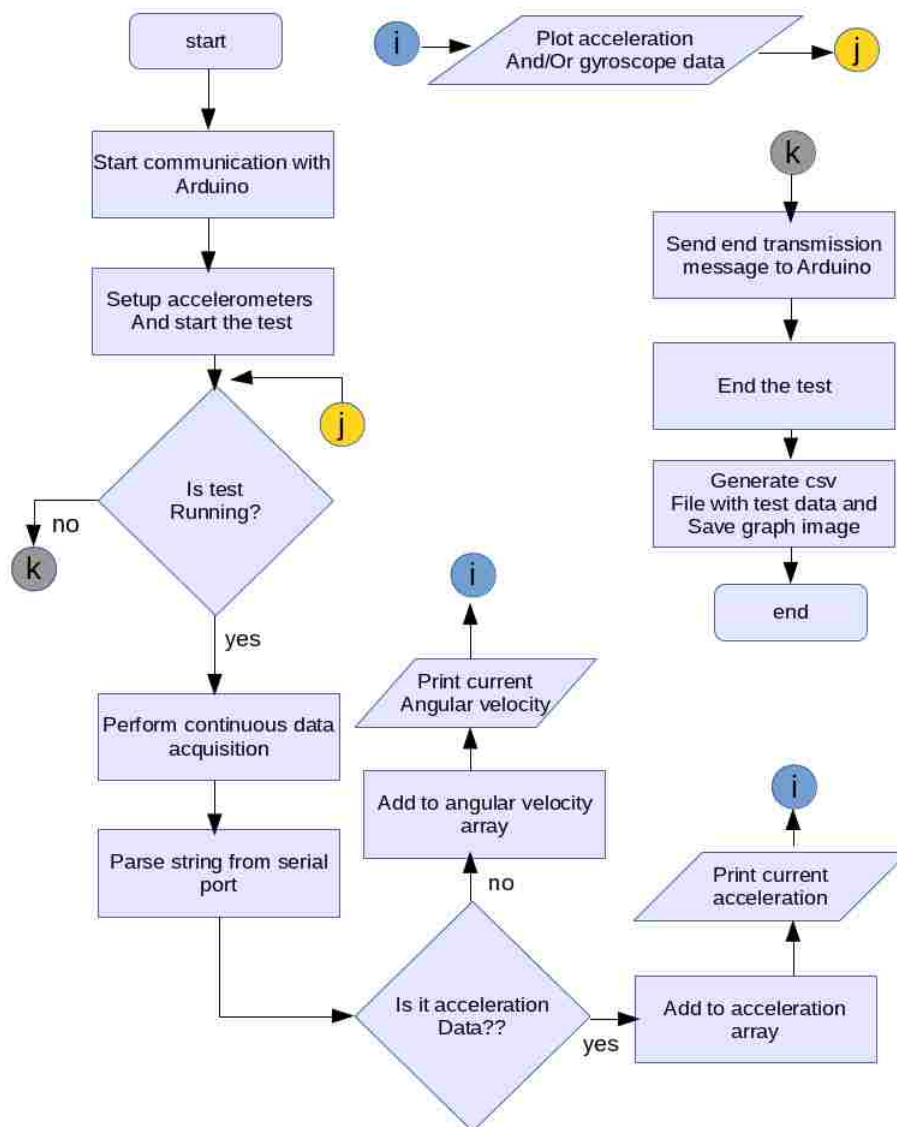 start
i
Plot acceleration
And/Or gyroscope data
j
Start communication with
Arduino
k
Send end transmission
message to Arduino
Setup accelerometers
And start the test
End the test
j
Is test
Running?
no
k
Generate csv
File with test data and
Save graph image
end
i
yes
Print current
Angular velocity
Perform continuous data
acquisition
Add to angular velocity
array
i
Parse string from serial
port
no
Print current
acceleration
Is it acceleration
Data??
yes
Add to acceleration
array